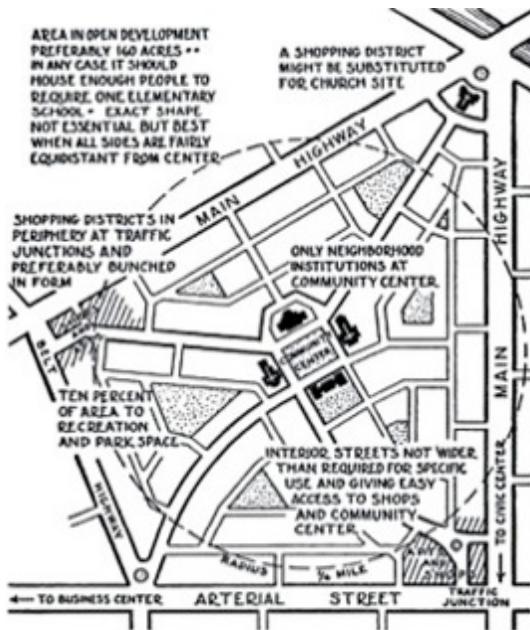 AREA IN OPEN DEVELOPMENT
PREFERABLY 160 ACRES ••
IN ANY CASE IT SHOULD
HOUSE ENOUGH PEOPLE TO
REQUIRE ONE ELEMENTARY
SCHOOL • EXACT SHAPE
NOT ESSENTIAL BUT BEST
WHEN ALL SIDES ARE FAIRLY
EQUIDISTANT FROM CENTER
A SHOPPING DISTRICT
MIGHT BE SUBSTITUTED
FOR CHURCH SITE
MAIN HIGHWAY
SHOPPING DISTRICTS IN
PERIPHERY AT TRAFFIC
JUNCTIONS AND
PREFERABLY BUNCHED
IN FORM
ONLY NEIGHBORHOOD
INSTITUTIONS AT
COMMUNITY CENTER
COMMUNITY
CENTER
MAIN HIGHWAY
BELT
HIGHWAY
TEN PERCENT
OF AREA TO
RECREATION
AND PARK SPACE
INTERIOR STREETS NOT WIDER
THAN REQUIRED FOR SPECIFIC
USE AND GIVING EASY
ACCESS TO SHOPS
AND COMMUNITY
CENTER
TO CIVIC CENTER
RADIUS
MILE
TRAFFIC
JUNCTION
TO BUSINESS CENTER
ARTERIAL STREET